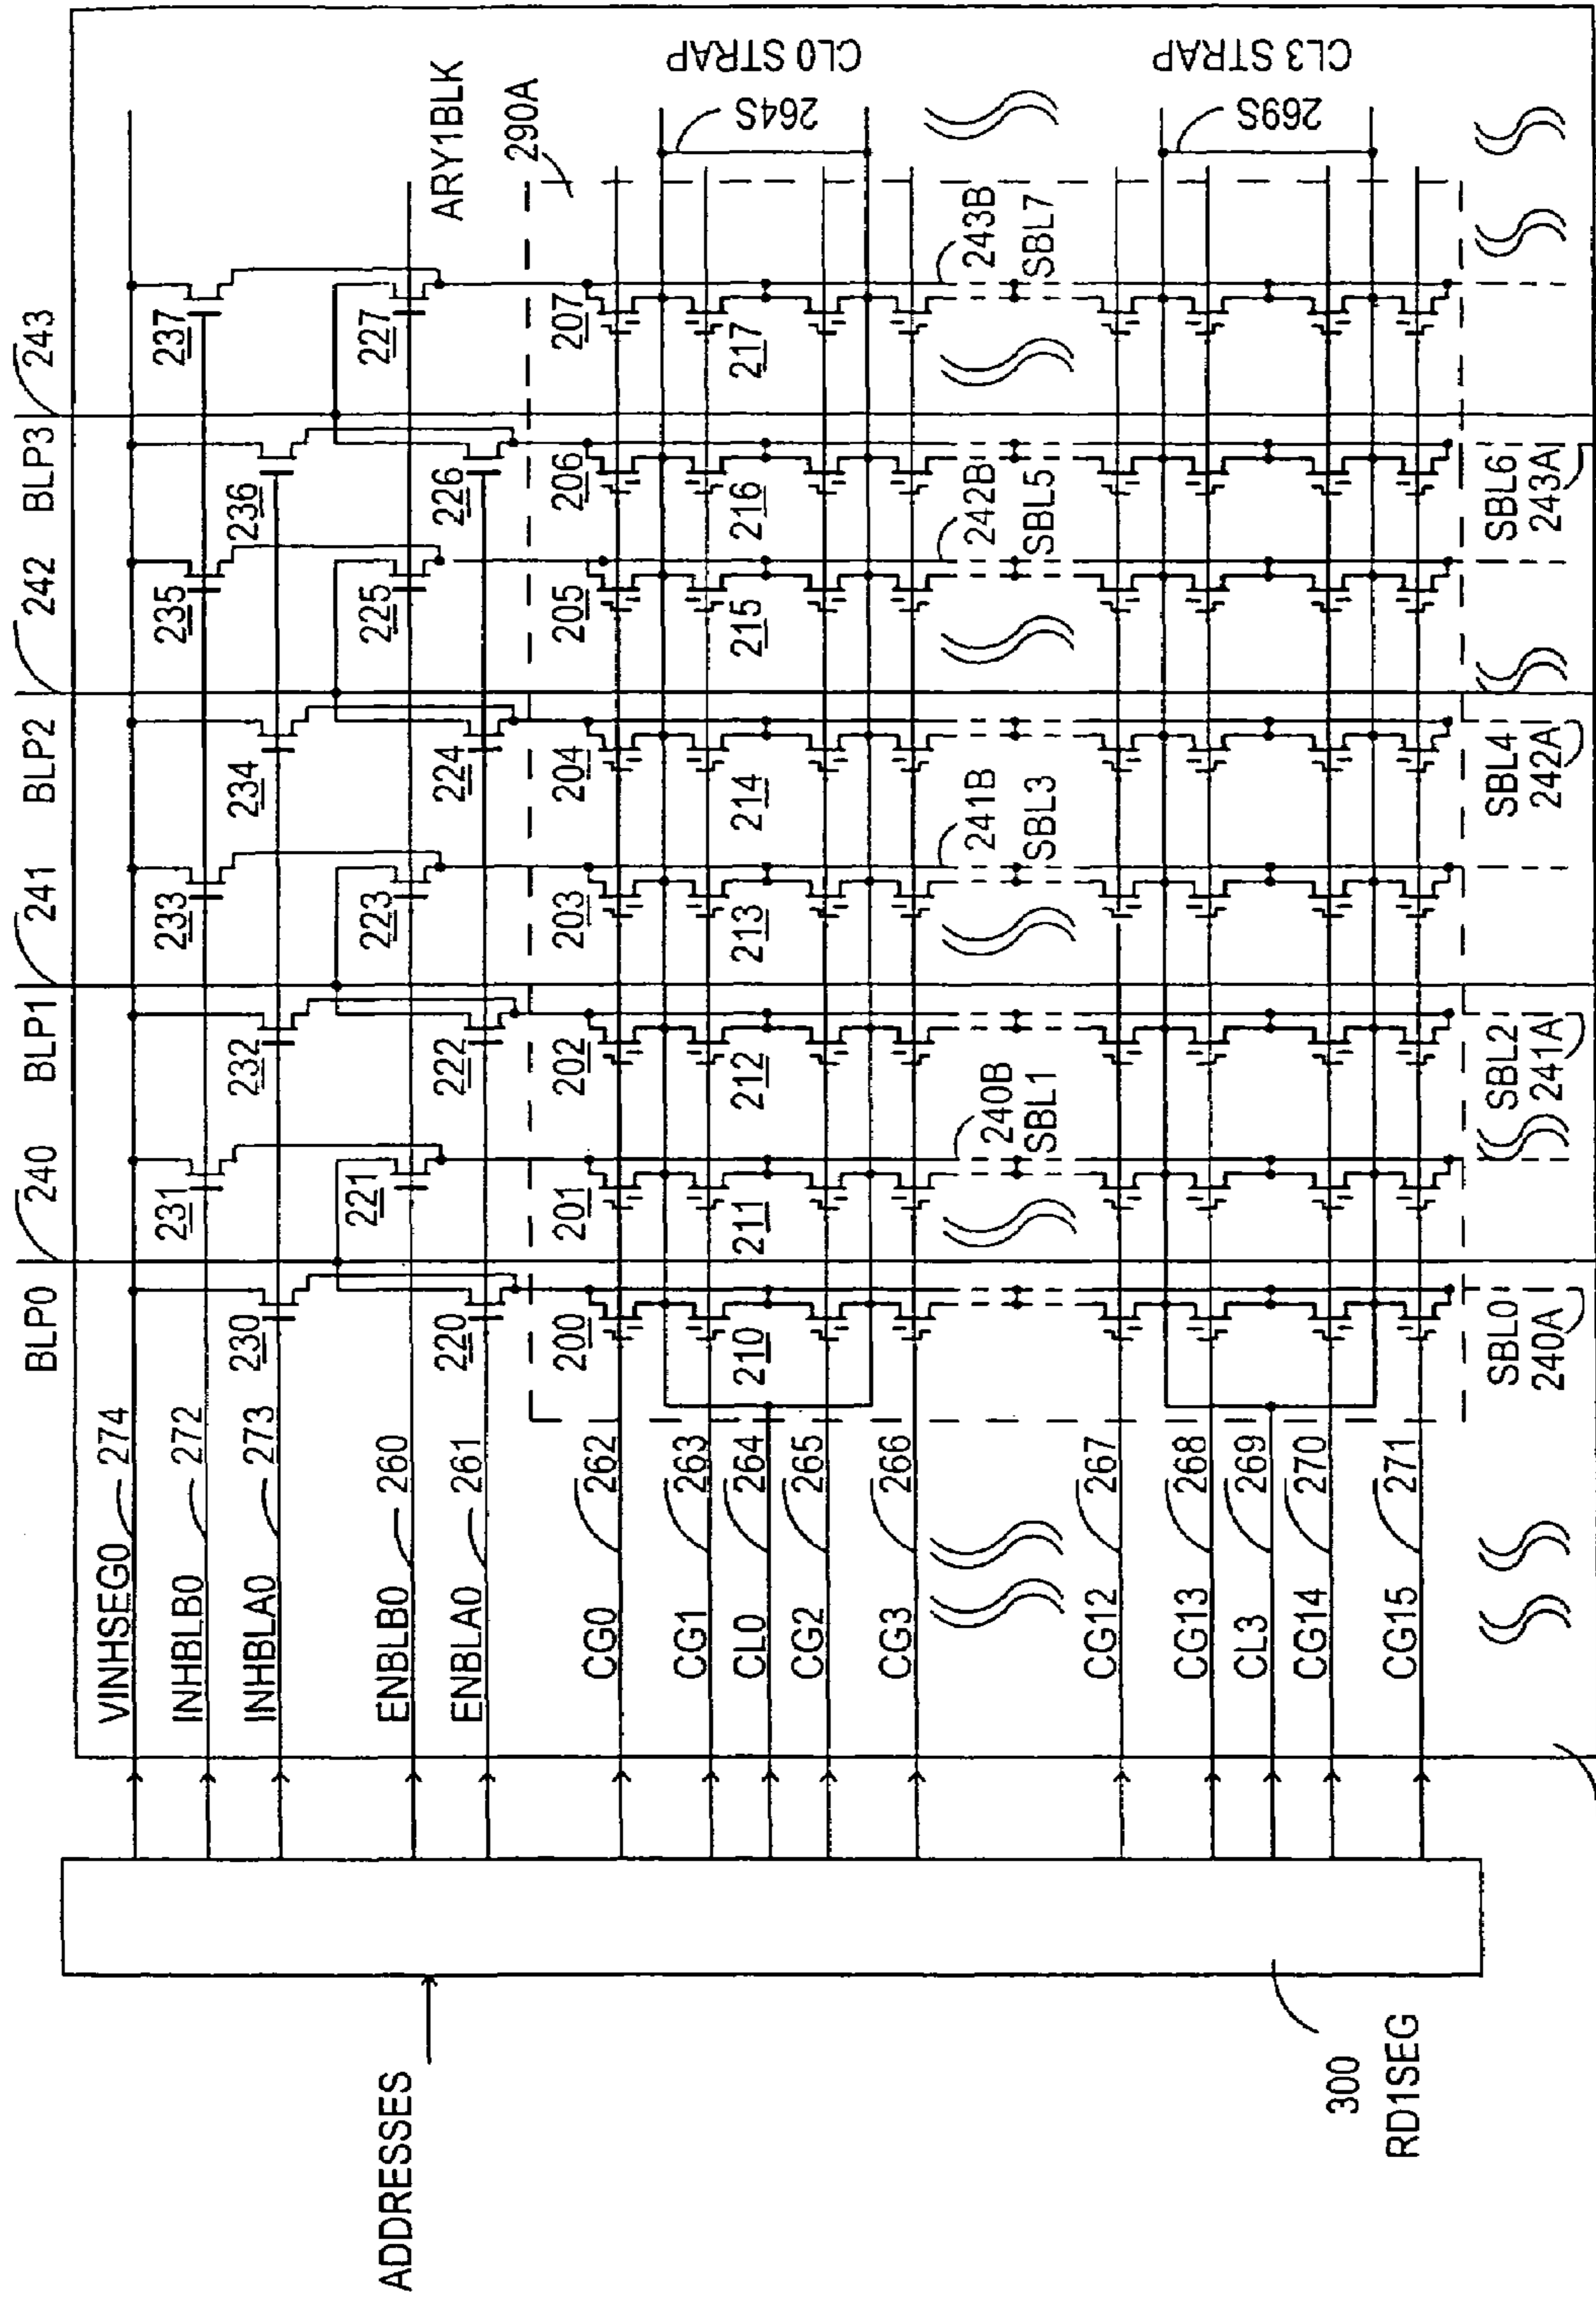 BLP0
240
BLP1
241
BLP2
242
BLP3
243
VINHSEG0
274
INHBLB0
272
INHBLA0
273
ENBLB0
260
ENBLA0
261
231
233
235
237
230
232
234
236
221
223
225
227
220
222
224
226
ARY1BLK
290A
200
201
202
203
204
205
206
207
CG0
262
CG1
263
CL0
264
CG2
265
CG3
266
210
211
212
213
214
215
216
217
264S
CL0 STRAP
240B
SBL1
241B
SBL3
242B
SBL5
243B
SBL7
CG12
267
CG13
268
CL3
269
CG14
270
CG15
271
269S
CL3 STRAP
SBL0
240A
SBL2
241A
SBL4
242A
SBL6
243A
ADDRESSES
300
RD1SEG